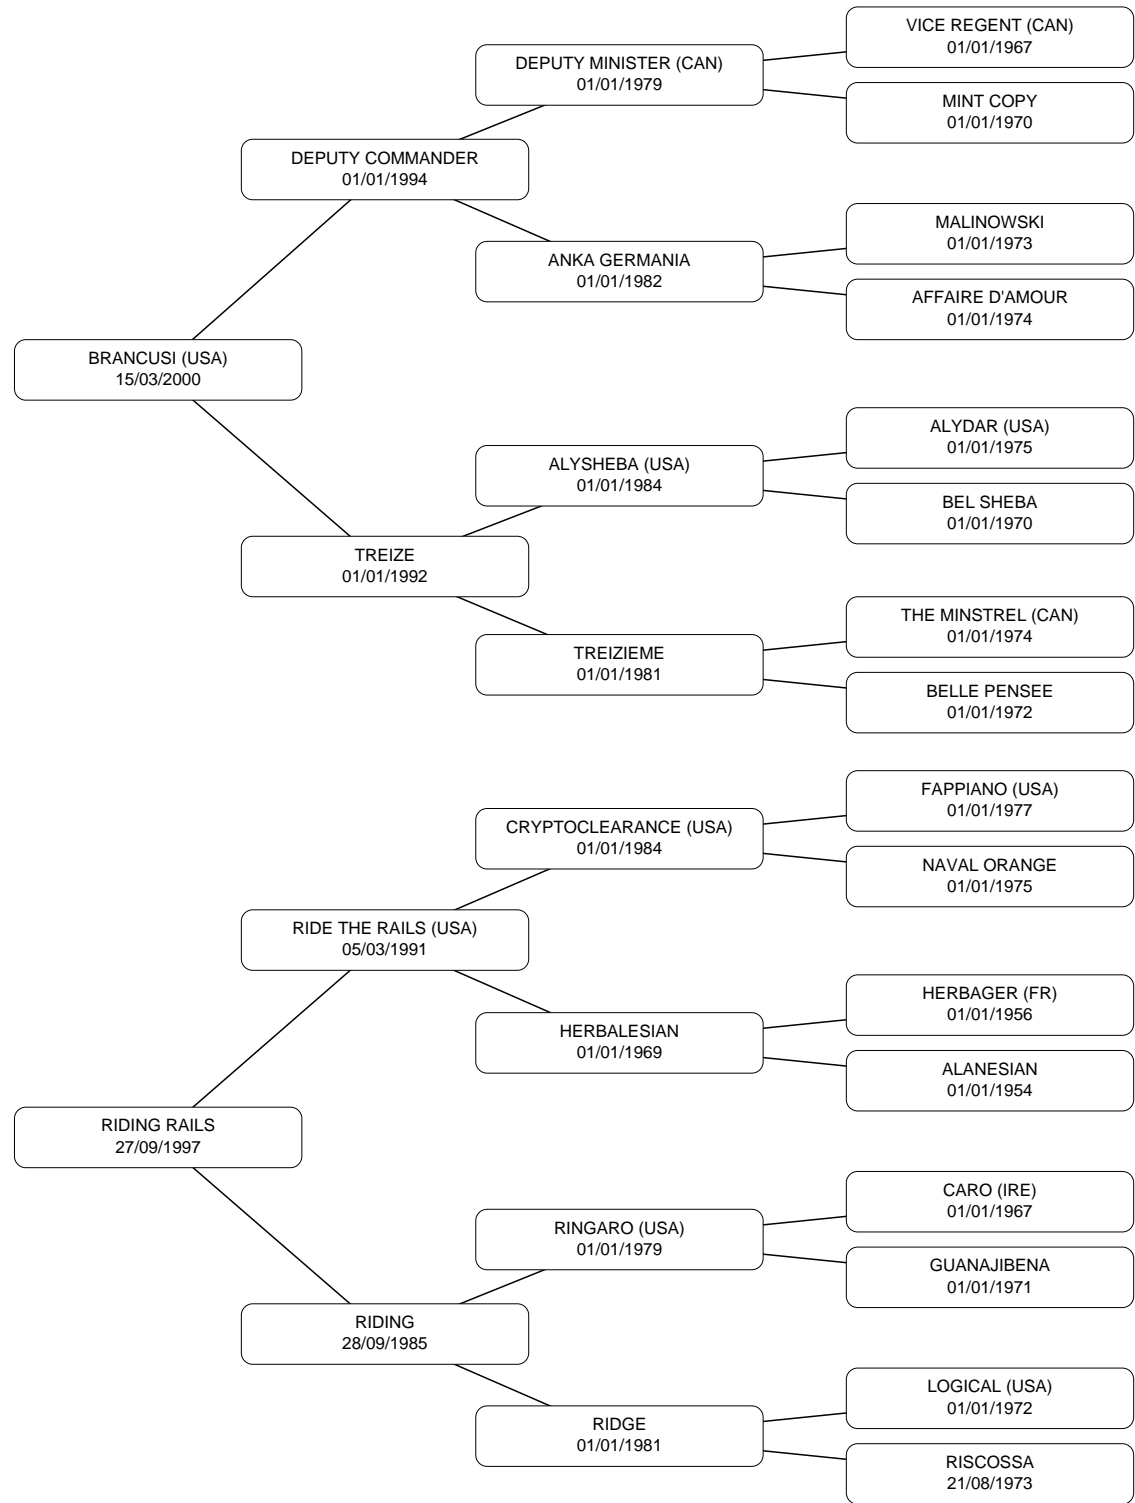 VICE REGENT (CAN)
01/01/1967
DEPUTY MINISTER (CAN)
01/01/1979
MINT COPY
01/01/1970
DEPUTY COMMANDER
01/01/1994
MALINOWSKI
01/01/1973
ANKA GERMANIA
01/01/1982
AFFAIRE D'AMOUR
01/01/1974
BRANCUSI (USA)
15/03/2000
ALYDAR (USA)
01/01/1975
ALYSHEBA (USA)
01/01/1984
BEL SHEBA
01/01/1970
TREIZE
01/01/1992
THE MINSTREL (CAN)
01/01/1974
TREIZIEME
01/01/1981
BELLE PENSEE
01/01/1972
FAPPIANO (USA)
01/01/1977
CRYPTOCLEARANCE (USA)
01/01/1984
NAVAL ORANGE
01/01/1975
RIDE THE RAILS (USA)
05/03/1991
HERBAGER (FR)
01/01/1956
HERBALESIAN
01/01/1969
ALANESIAN
01/01/1954
RIDING RAILS
27/09/1997
CARO (IRE)
01/01/1967
RINGARO (USA)
01/01/1979
GUANAJIBENA
01/01/1971
RIDING
28/09/1985
LOGICAL (USA)
01/01/1972
RIDGE
01/01/1981
RISCOSSA
21/08/1973